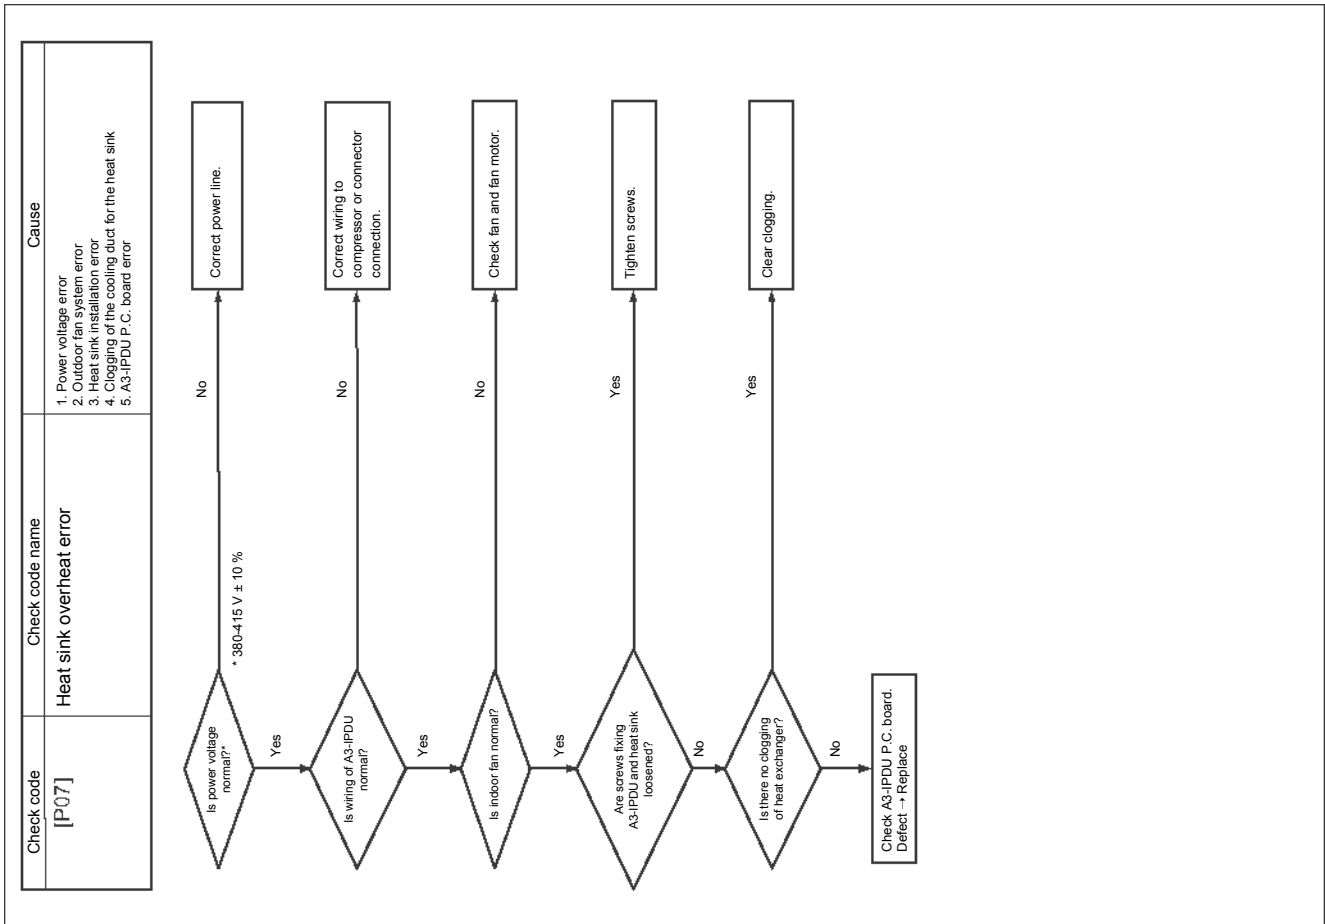 Check code
Check code name
Cause
[P07]
Heat sink overheat error
1. Power voltage error
2. Outdoor fan system error
3. Heat sink installation error
4. Clogging of the cooling duct for the heat sink
5. A3-IPDU P.C. board error
Is power voltage
normal?*
No
Correct power line.
* 380-415 V ± 10 %
Yes
Is wiring of A3-IPDU
normal?
No
Correct wiring to
compressor or connector
connection.
Yes
Is indoor fan normal?
No
Check fan and fan motor.
Yes
Are screws fixing
A3-IPDU and heat sink
loosened?
Yes
Tighten screws.
No
Is there no clogging
of heat exchanger?
Yes
Clear clogging.
No
Check A3-IPDU P.C. board.
Defect → Replace